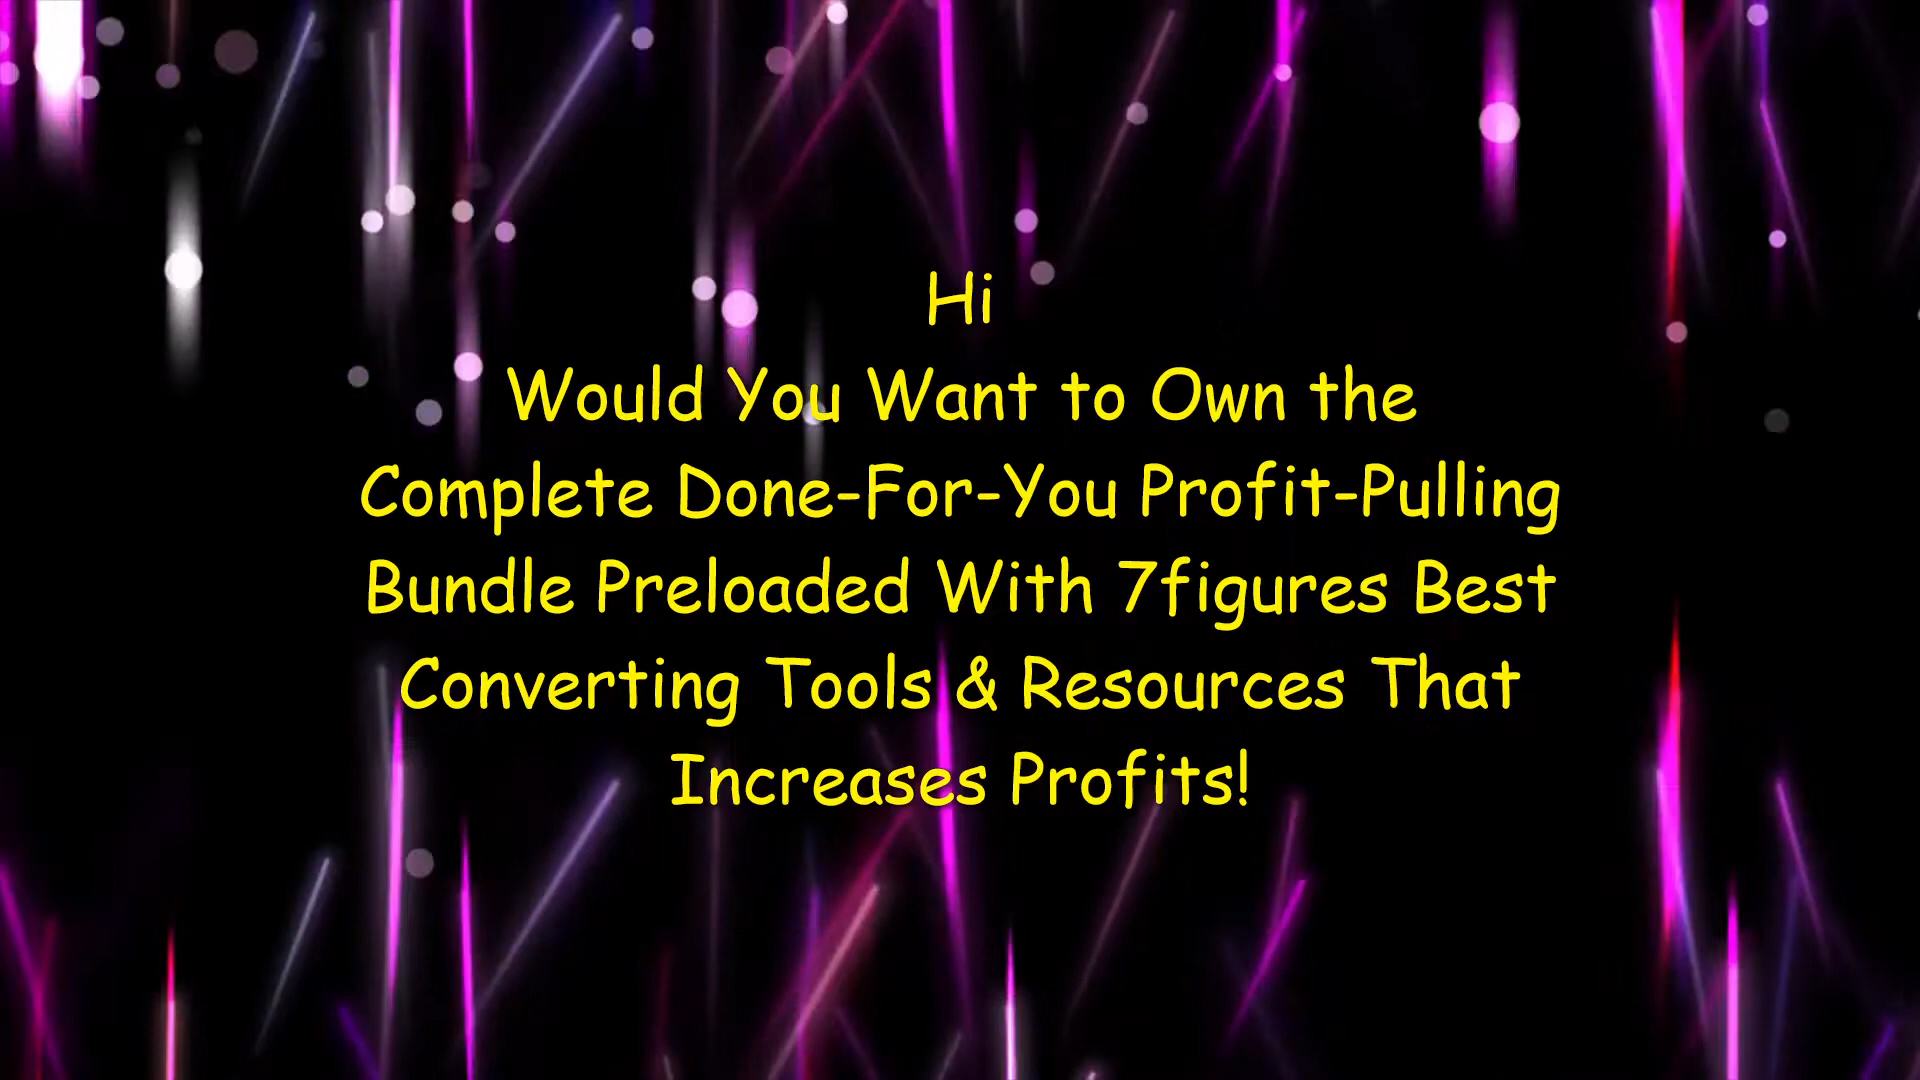 Hi
Would You Want to Own the
Complete Done-For-You Profit-Pulling
Bundle Preloaded With 7figures Best
Converting Tools & Resources That
Increases Profits!